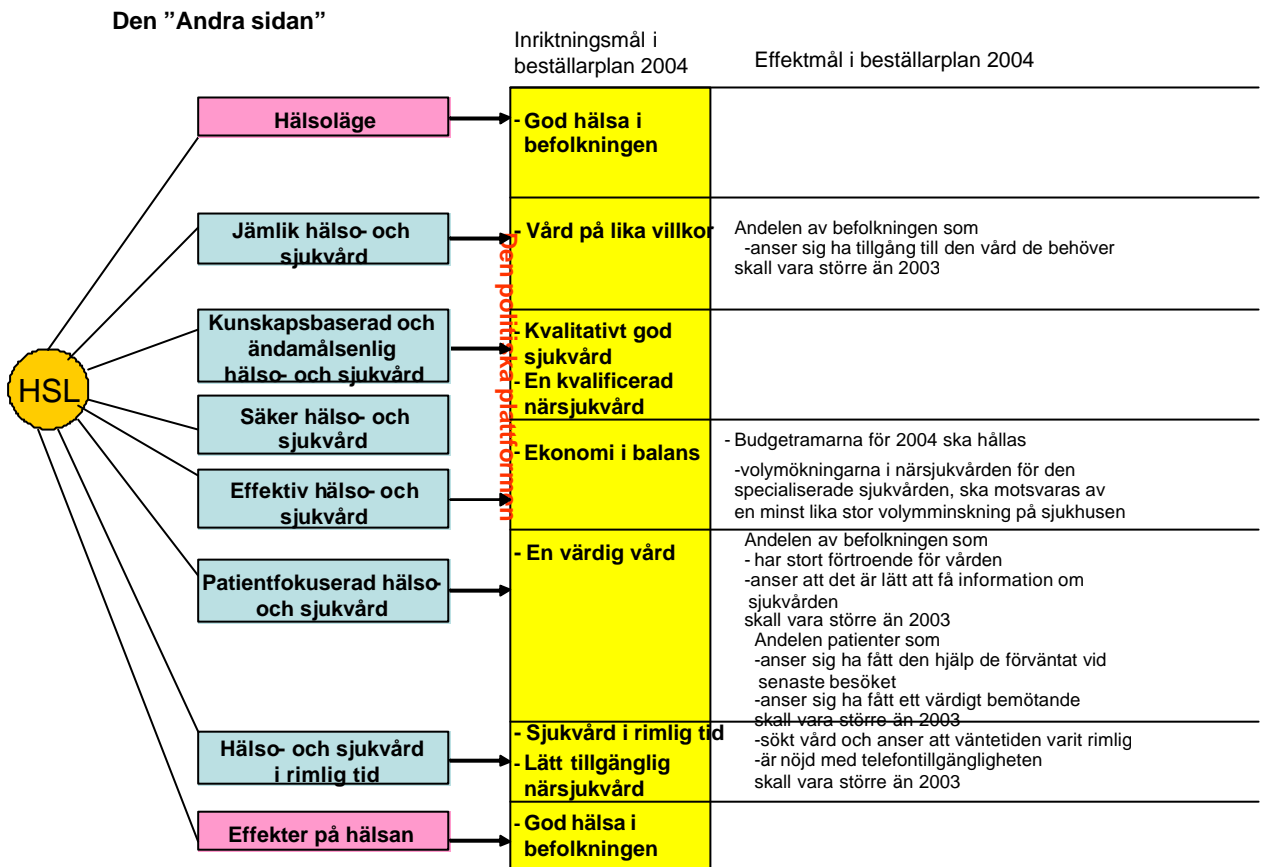 Den ”Andra sidan”
Inriktningsmål i
beställarplan 2004
Effektmål i beställarplan 2004
HSL
Hälsoläge
- God hälsa i
befolkningen
Jämlik hälso- och
sjukvård
- Vård på lika villkor
Andelen av befolkningen som
-anser sig ha tillgång till den vård de behöver
skall vara större än 2003
Den politiska plattformen
Kunskapsbaserad och
ändamålsenlig
hälso- och sjukvård
- Kvalitativt god
sjukvård
- En kvalificerad
närsjukvård
Säker hälso- och
sjukvård
Effektiv hälso- och
sjukvård
- Ekonomi i balans
- Budgetramarna för 2004 ska hållas
-volymökningarna i närsjukvården för den
specialiserade sjukvården, ska motsvaras av
en minst lika stor volymminskning på sjukhusen
Patientfokuserad hälso-
och sjukvård
- En värdig vård
Andelen av befolkningen som
- har stort förtroende för vården
-anser att det är lätt att få information om
sjukvården
skall vara större än 2003
Andelen patienter som
-anser sig ha fått den hjälp de förväntat vid
senaste besöket
-anser sig ha fått ett värdigt bemötande
skall vara större än 2003
Hälso- och sjukvård
i rimlig tid
- Sjukvård i rimlig tid
- Lätt tillgänglig
närsjukvård
-sökt vård och anser att väntetiden varit rimlig
-är nöjd med telefontillgängligheten
skall vara större än 2003
Effekter på hälsan
- God hälsa i
befolkningen